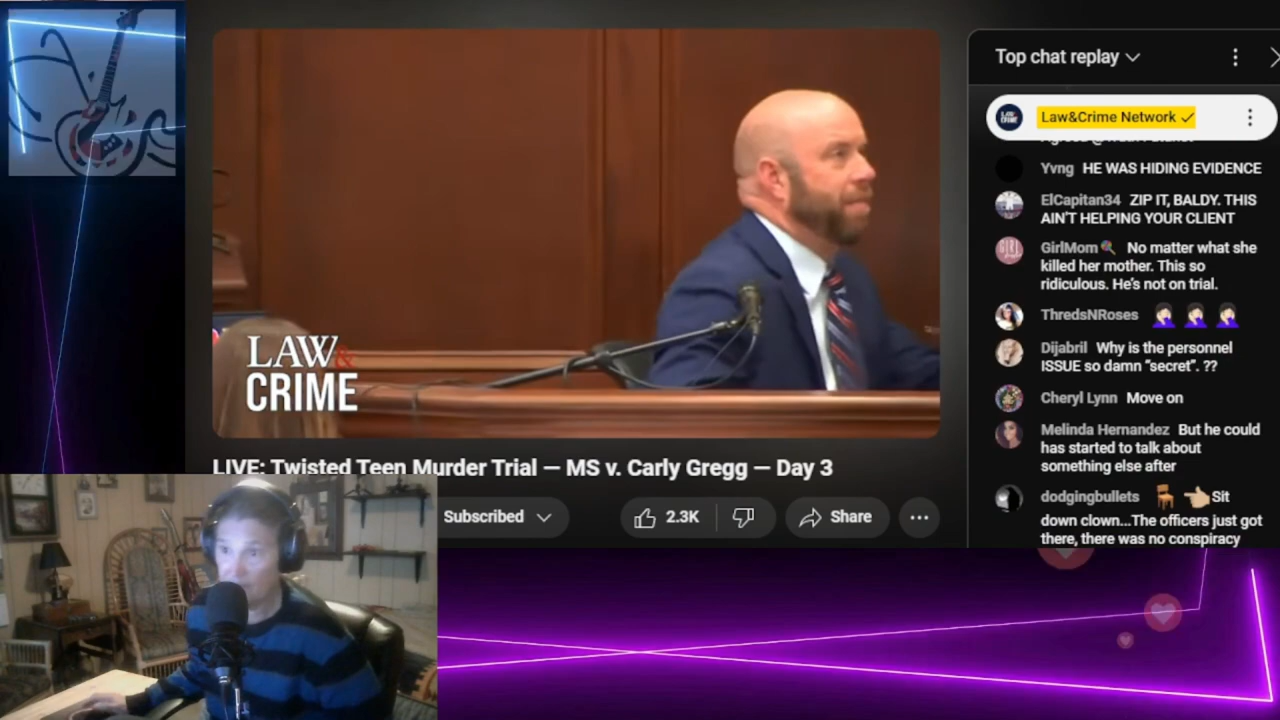 LAW&
CRIME
LIVE: Twisted Teen Murder Trial — MS v. Carly Gregg — Day 3
Subscribed
2.3K
Share
Top chat replay
Law&Crime Network
Yvng HE WAS HIDING EVIDENCE
ElCapitan34 ZIP IT, BALDY. THIS
AIN'T HELPING YOUR CLIENT
GirlMom🍭 No matter what she
killed her mother. This so
ridiculous. He's not on trial.
ThredsNRoses 🤦🏻‍♀️ 🤦🏻‍♀️ 🤦🏻‍♀️
Dijabril Why is the personnel
ISSUE so damn "secret". ??
Cheryl Lynn Move on
Melinda Hernandez But he could
has started to talk about
something else after
dodgingbullets 🪑 👈🏼Sit
down clown...The officers just got
there, there was no conspiracy